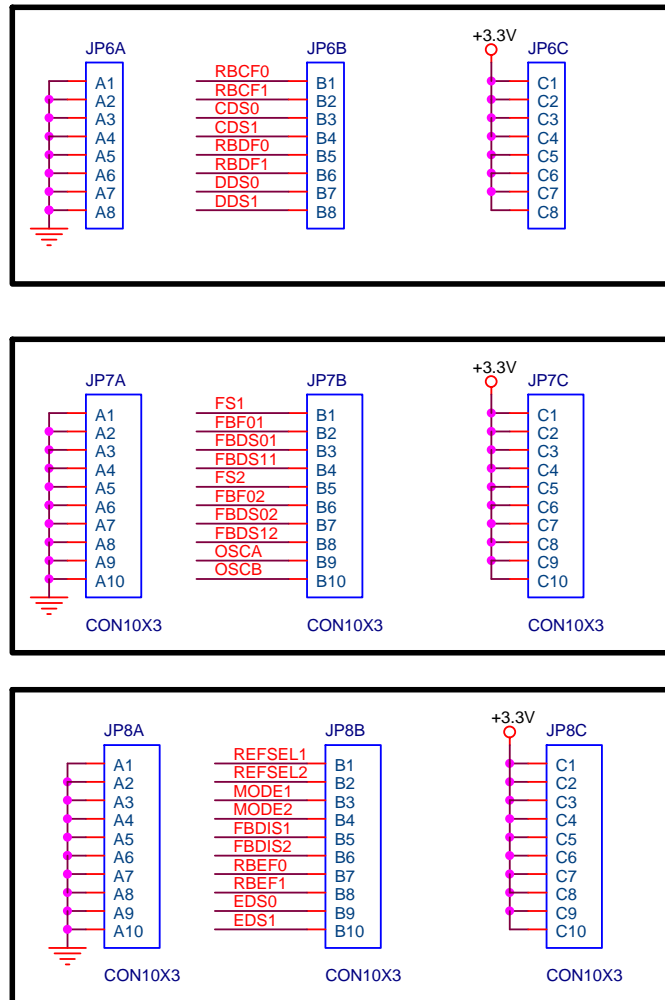 +3.3V
JP6A JP6B JP6C
A1 RBCF0 B1 C1
A2 RBCF1 B2 C2
A3 CDS0 B3 C3
A4 CDS1 B4 C4
A5 RBDF0 B5 C5
A6 RBDF1 B6 C6
A7 DDS0 B7 C7
A8 DDS1 B8 C8
+3.3V
JP7A JP7B JP7C
A1 FS1 B1 C1
A2 FBF01 B2 C2
A3 FBDS01 B3 C3
A4 FBDS11 B4 C4
A5 FS2 B5 C5
A6 FBF02 B6 C6
A7 FBDS02 B7 C7
A8 FBDS12 B8 C8
A9 OSCA B9 C9
A10 OSCB B10 C10
CON10X3 CON10X3 CON10X3
+3.3V
JP8A JP8B JP8C
A1 REFSEL1 B1 C1
A2 REFSEL2 B2 C2
A3 MODE1 B3 C3
A4 MODE2 B4 C4
A5 FBDIS1 B5 C5
A6 FBDIS2 B6 C6
A7 RBEF0 B7 C7
A8 RBEF1 B8 C8
A9 EDS0 B9 C9
A10 EDS1 B10 C10
CON10X3 CON10X3 CON10X3